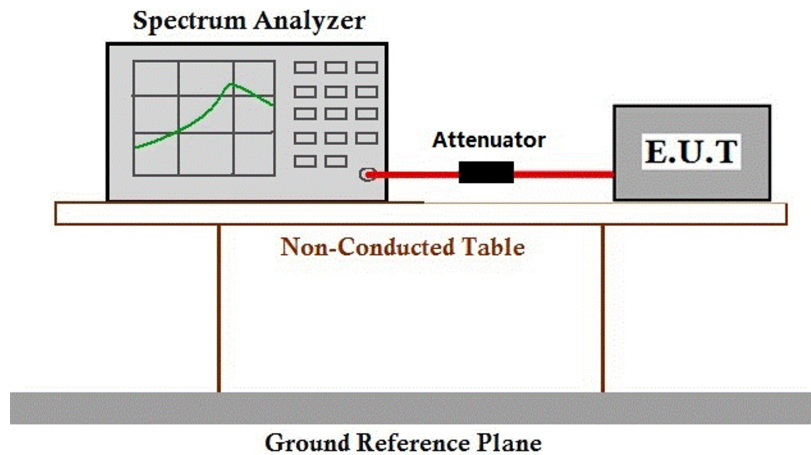 Spectrum Analyzer
Attenuator
E.U.T
Non-Conducted Table
Ground Reference Plane